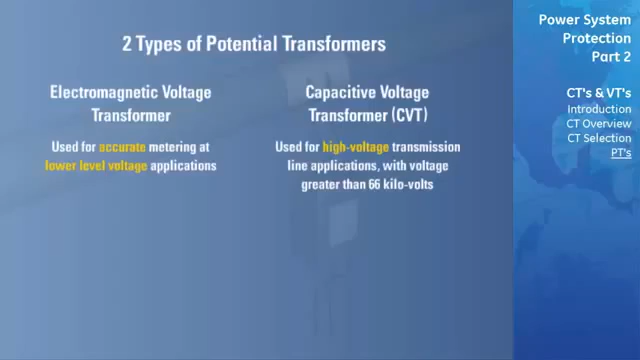 2 Types of Potential Transformers
Electromagnetic Voltage
Transformer
Used for accurate metering at
lower level voltage applications
Capacitive Voltage
Transformer (CVT)
Used for high-voltage transmission
line applications, with voltage
greater than 66 kilo-volts
Power System
Protection
Part 2
CT's & VT's
Introduction
CT Overview
CT Selection
PT's